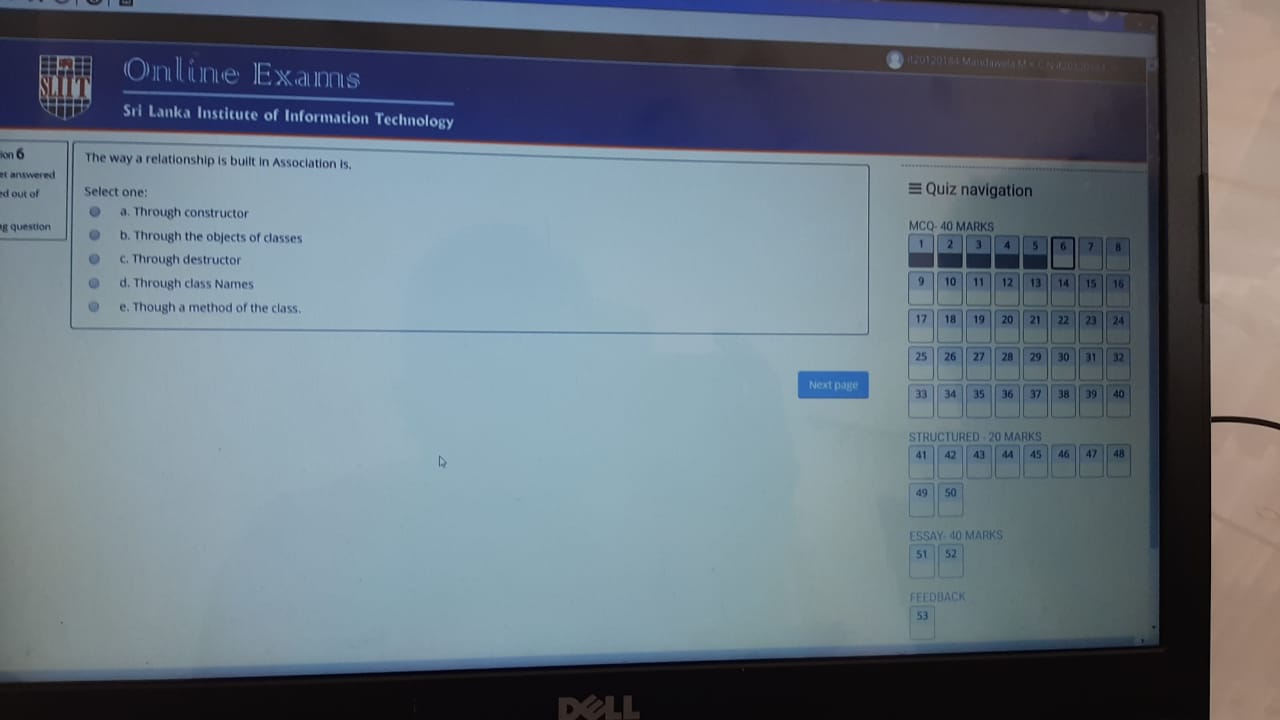 SLIIT
Online Exams
Sri Lanka Institute of Information Technology
it20120184
ion 6
et answered
ed out of
ng question
The way a relationship is built in Association is.
Select one:
a. Through constructor
b. Through the objects of classes
c. Through destructor
d. Through class Names
e. Though a method of the class.
Next page
Quiz navigation
MCQ- 40 MARKS
1 2 3 4 5 6 7 8
9 10 11 12 13 14 15 16
17 18 19 20 21 22 23 24
25 26 27 28 29 30 31 32
33 34 35 36 37 38 39 40
STRUCTURED - 20 MARKS
41 42 43 44 45 46 47 48
49 50
ESSAY- 40 MARKS
51 52
FEEDBACK
53
DELL